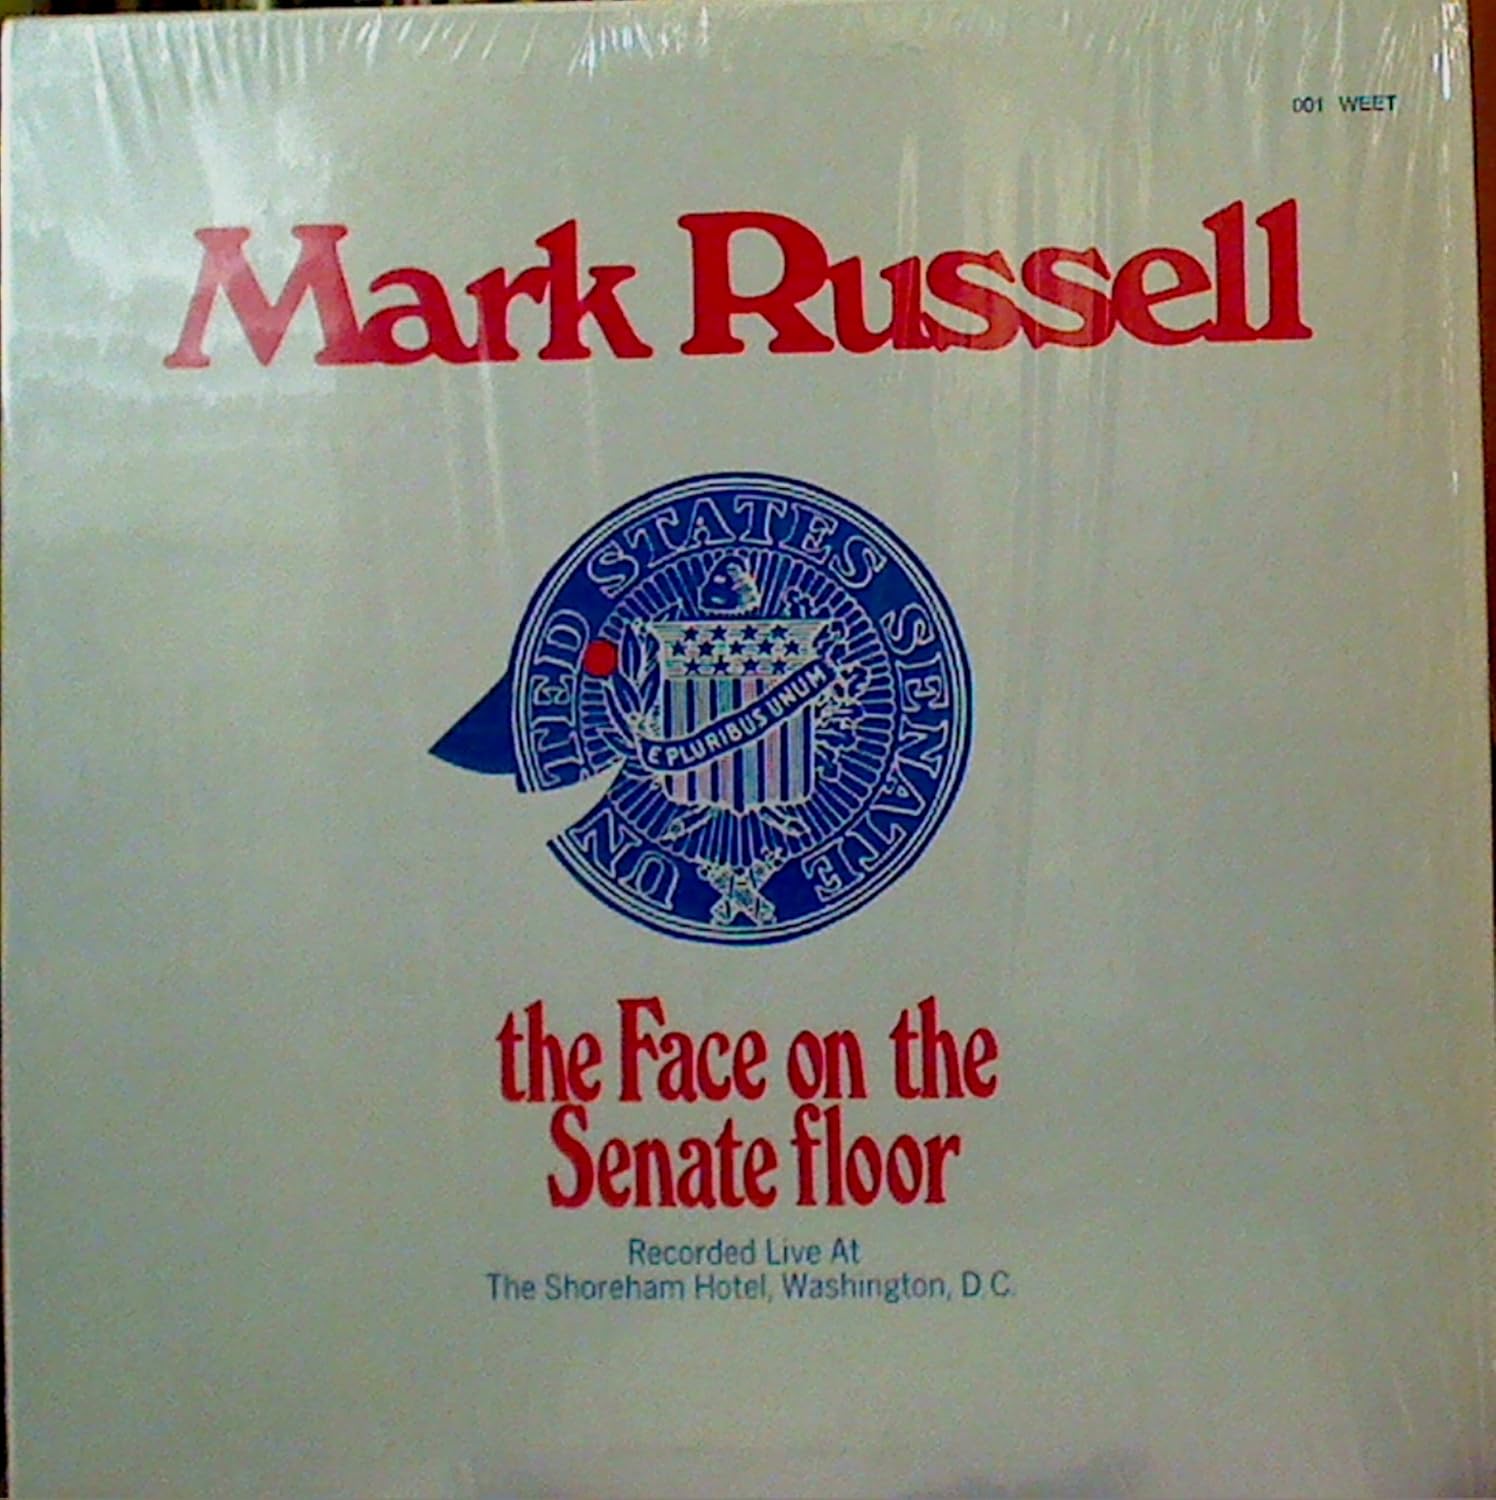 001 WEET
Mark Russell
UNITED STATES SENATE
E PLURIBUS UNUM
the Face on the
Senate floor
Recorded Live At
The Shoreham Hotel, Washington, D.C.